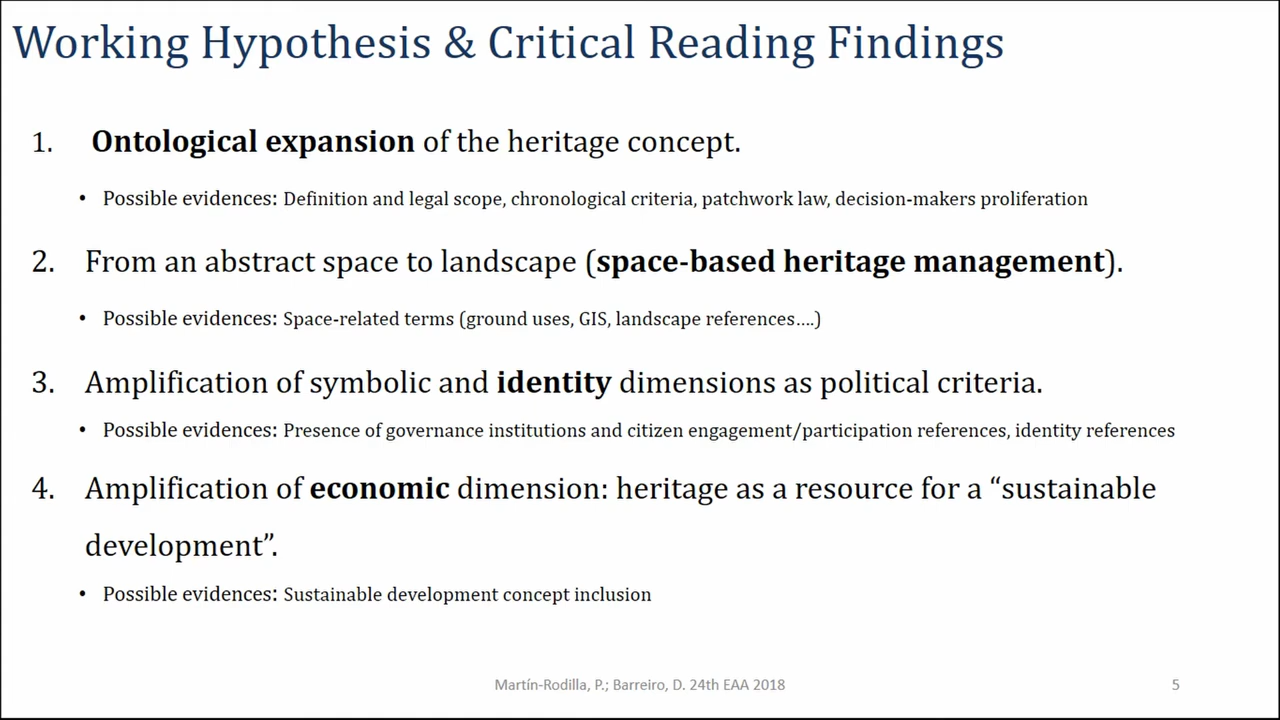 Working Hypothesis & Critical Reading Findings
1. Ontological expansion of the heritage concept.
• Possible evidences: Definition and legal scope, chronological criteria, patchwork law, decision-makers proliferation
2. From an abstract space to landscape (space-based heritage management).
• Possible evidences: Space-related terms (ground uses, GIS, landscape references….)
3. Amplification of symbolic and identity dimensions as political criteria.
• Possible evidences: Presence of governance institutions and citizen engagement/participation references, identity references
4. Amplification of economic dimension: heritage as a resource for a “sustainable
development”.
• Possible evidences: Sustainable development concept inclusion
Martín-Rodilla, P.; Barreiro, D. 24th EAA 2018
5